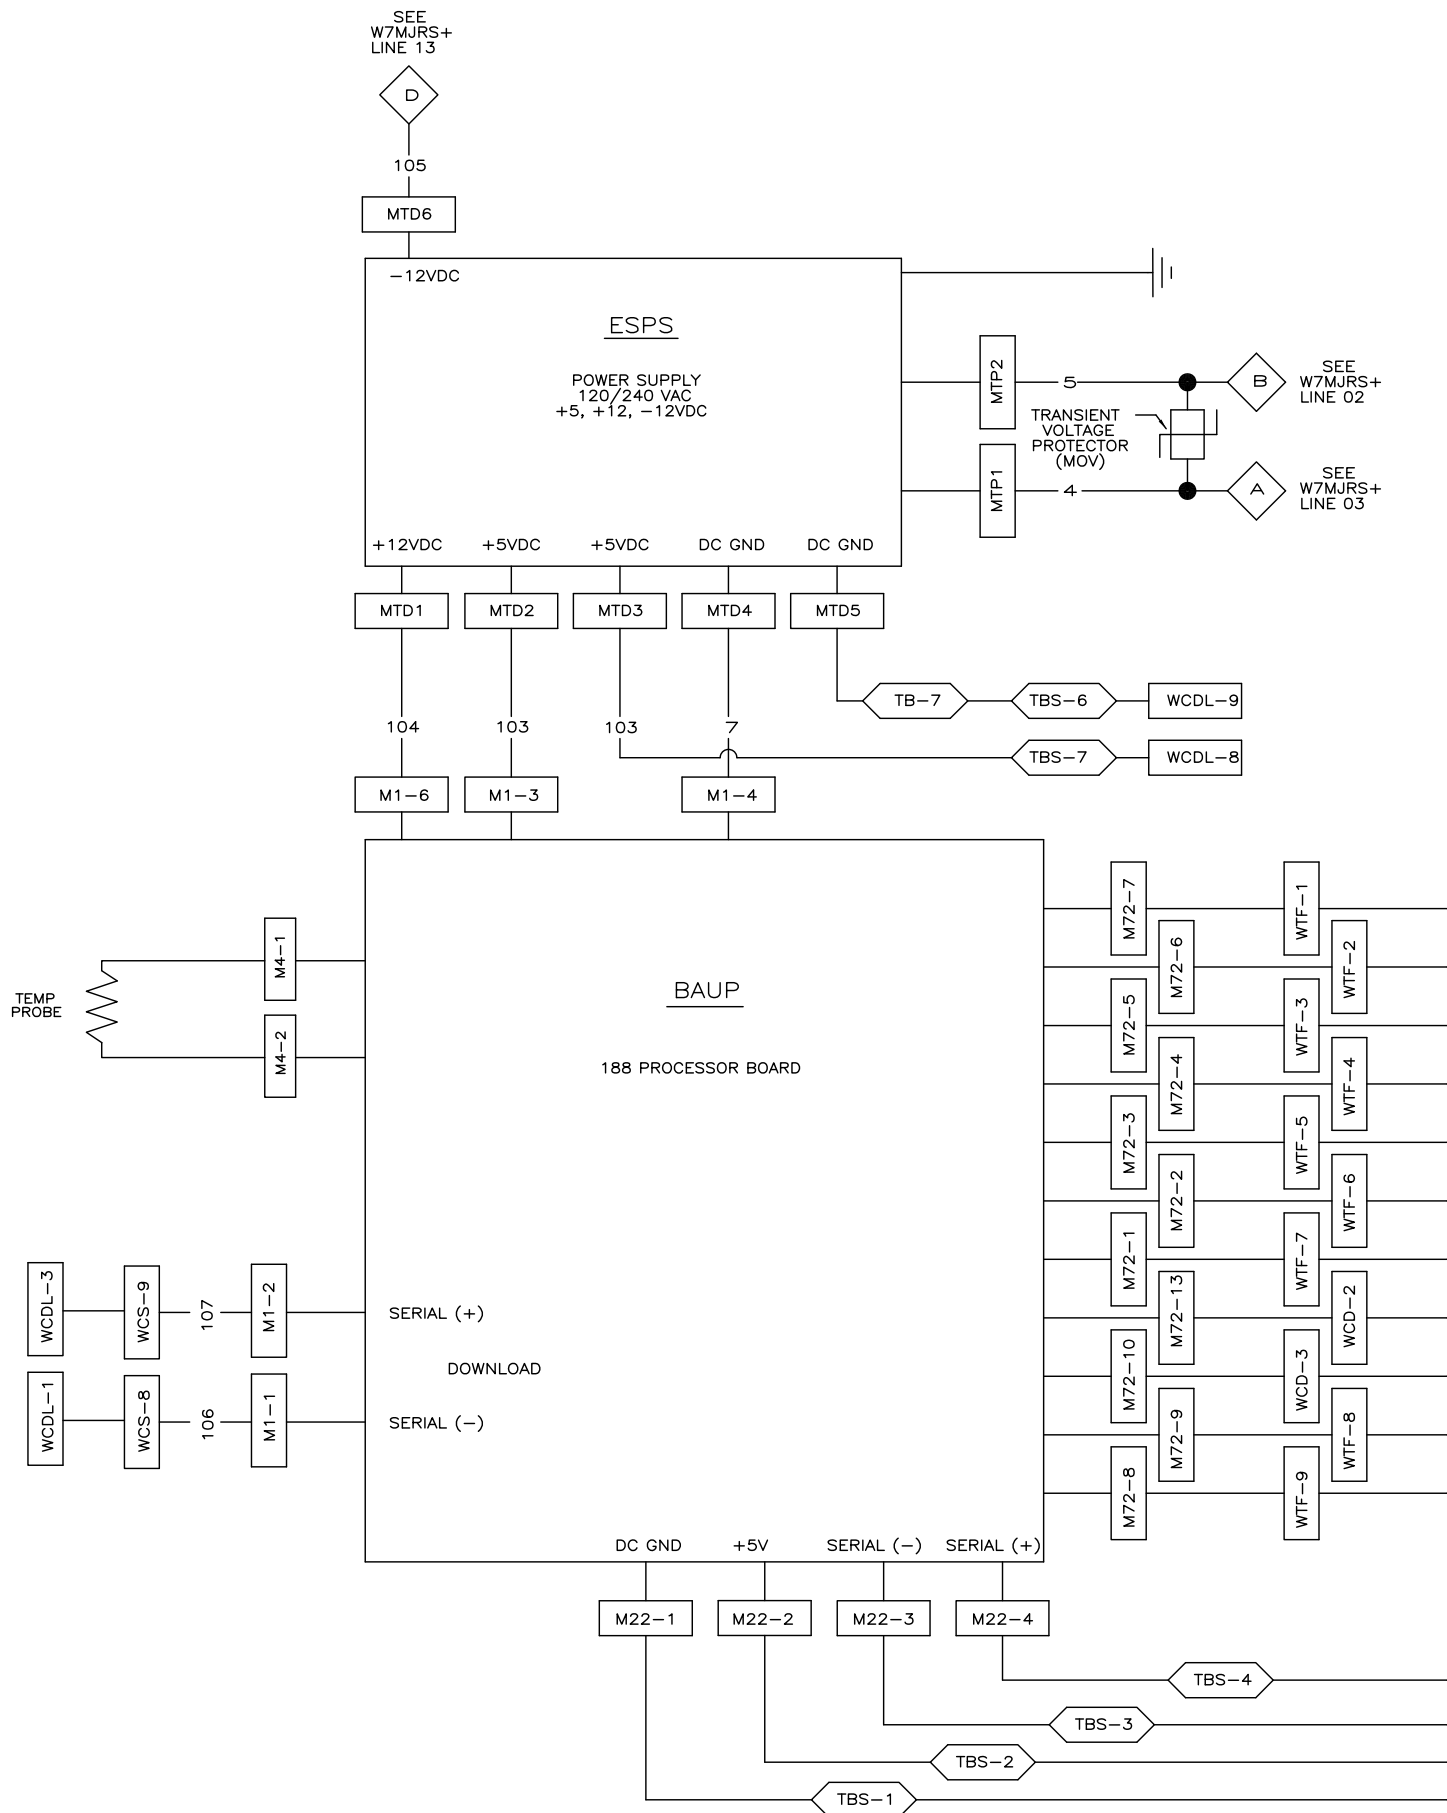 SEE
W7MJRS+
LINE 13
D
105
MTD6
-12VDC
ESPS
POWER SUPPLY
120/240 VAC
+5, +12, -12VDC
MTP2
5
B
SEE
W7MJRS+
LINE 02
TRANSIENT
VOLTAGE
PROTECTOR
(MOV)
MTP1
4
A
SEE
W7MJRS+
LINE 03
+12VDC
+5VDC
+5VDC
DC GND
DC GND
MTD1
MTD2
MTD3
MTD4
MTD5
TB-7
TBS-6
WCDL-9
104
103
103
7
TBS-7
WCDL-8
M1-6
M1-3
M1-4
TEMP
PROBE
M4-1
M4-2
BAUP
188 PROCESSOR BOARD
M72-7
WTF-1
M72-6
WTF-2
M72-5
WTF-3
M72-4
WTF-4
M72-3
WTF-5
M72-2
WTF-6
M72-1
WTF-7
M72-13
WCD-2
M72-10
WCD-3
M72-9
WTF-8
M72-8
WTF-9
WCDL-3
WCS-9
107
M1-2
SERIAL (+)
DOWNLOAD
WCDL-1
WCS-8
106
M1-1
SERIAL (-)
DC GND
+5V
SERIAL (-)
SERIAL (+)
M22-1
M22-2
M22-3
M22-4
TBS-4
TBS-3
TBS-2
TBS-1